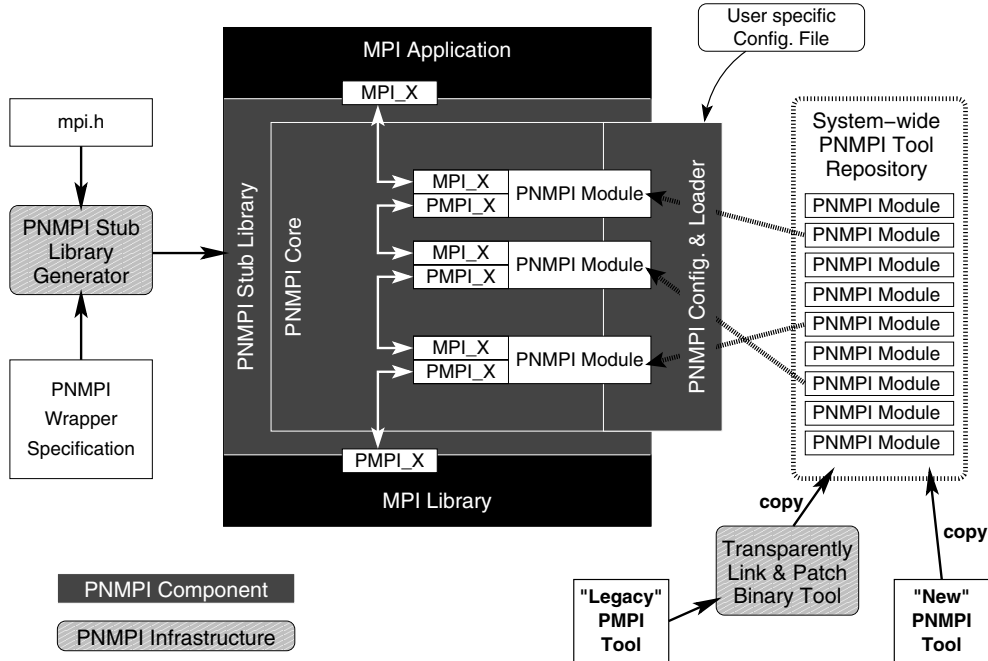 User specific
Config. File
MPI Application
MPI_X
mpi.h
PNMPI Stub
Library
Generator
PNMPI
Wrapper
Specification
PNMPI Stub Library
PNMPI Core
MPI_X
PMPI_X
PNMPI Module
MPI_X
PMPI_X
PNMPI Module
MPI_X
PMPI_X
PNMPI Module
PNMPI Config. & Loader
PMPI_X
MPI Library
System-wide
PNMPI Tool
Repository
PNMPI Module
PNMPI Module
PNMPI Module
PNMPI Module
PNMPI Module
PNMPI Module
PNMPI Module
PNMPI Module
PNMPI Module
copy
copy
Transparently
Link & Patch
Binary Tool
"Legacy"
PMPI
Tool
"New"
PNMPI
Tool
PNMPI Component
PNMPI Infrastructure